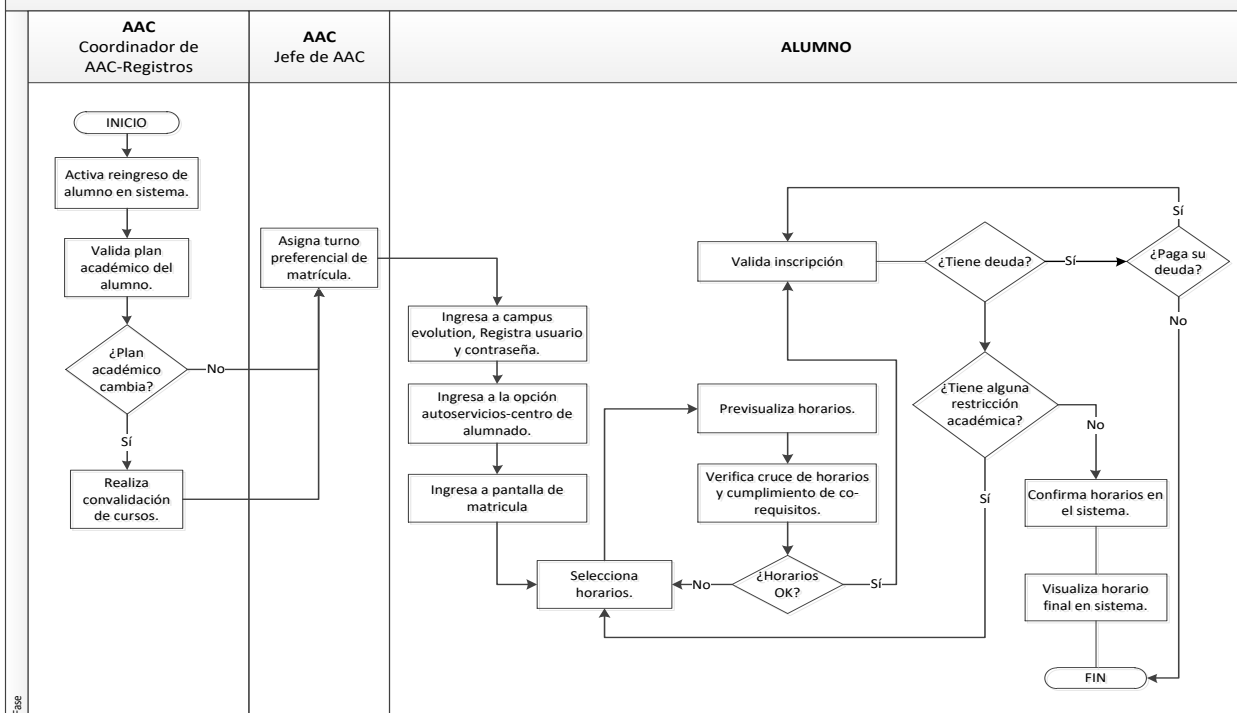 AAC
Coordinador de
AAC-Registros
AAC
Jefe de AAC
ALUMNO
INICIO
Activa reingreso de
alumno en sistema.
Valida plan
académico del
alumno.
¿Plan
académico
cambia?
No
Sí
Realiza
convalidación
de cursos.
Asigna turno
preferencial de
matrícula.
Ingresa a campus
evolution, Registra usuario
y contraseña.
Ingresa a la opción
autoservicios-centro de
alumnado.
Ingresa a pantalla de
matricula
Selecciona
horarios.
Previsualiza horarios.
Verifica cruce de horarios
y cumplimiento de co-
requisitos.
¿Horarios
OK?
No
Sí
Valida inscripción
¿Tiene deuda?
Sí
¿Paga su
deuda?
Sí
No
¿Tiene alguna
restricción
académica?
No
Sí
Confirma horarios en
el sistema.
Visualiza horario
final en sistema.
FIN
Fase